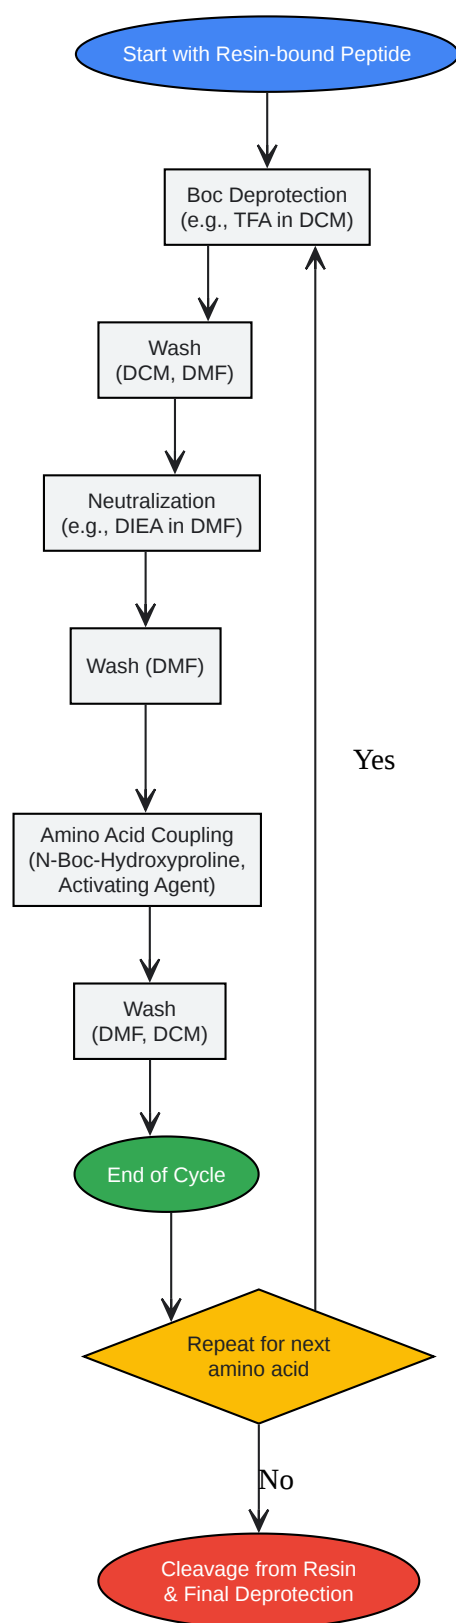 Start with Resin-bound Peptide
Boc Deprotection
(e.g., TFA in DCM)
Wash
(DCM, DMF)
Neutralization
(e.g., DIEA in DMF)
Wash (DMF)
Yes
Amino Acid Coupling
(N-Boc-Hydroxyproline,
Activating Agent)
Wash
(DMF, DCM)
End of Cycle
Repeat for next
amino acid
No
Cleavage from Resin
& Final Deprotection